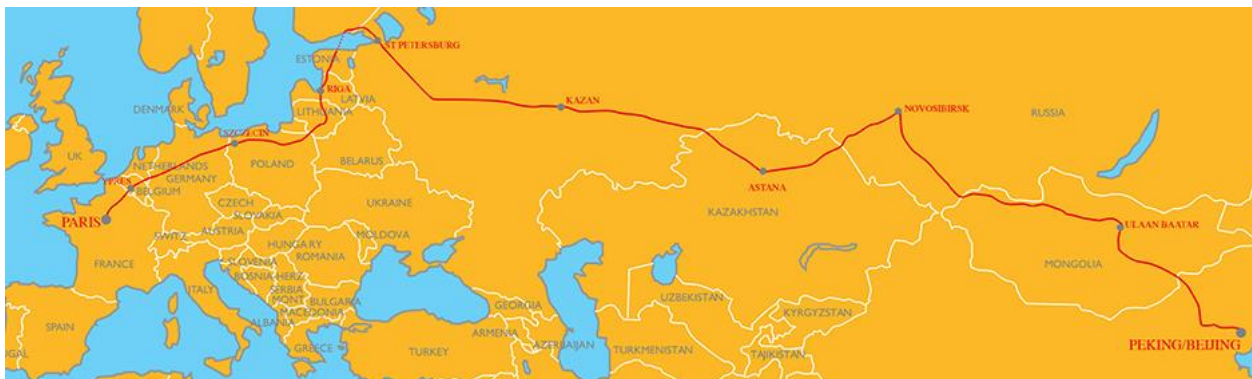 ST PETERSBURG
ESTONIA
RIGA
LATVIA
LITHUANIA
DENMARK
KAZAN
NOVOSIBIRSK
RUSSIA
UK
SZCZECIN
NETHERLANDS
GERMANY
POLAND
BELARUS
YPRES
BELGIUM
ASTANA
PARIS
CZECH
SLOVAKIA
UKRAINE
KAZAKHSTAN
ULAAN BAATAR
SWITZ
AUSTRIA
MOLDOVA
HUNGARY
ROMANIA
FRANCE
SLOVENIA
BOSNIA-HERZ
MONGOLIA
ITALY
SERBIA
MONT
BULGARIA
MACEDONIA
ALBANIA
GEORGIA
UZBEKISTAN
KYRGYZSTAN
SPAIN
ARMENIA
AZERBAIJAN
GREECE
TURKEY
TURKMENISTAN
TAJIKISTAN
PEKING/BEIJING
UGAL